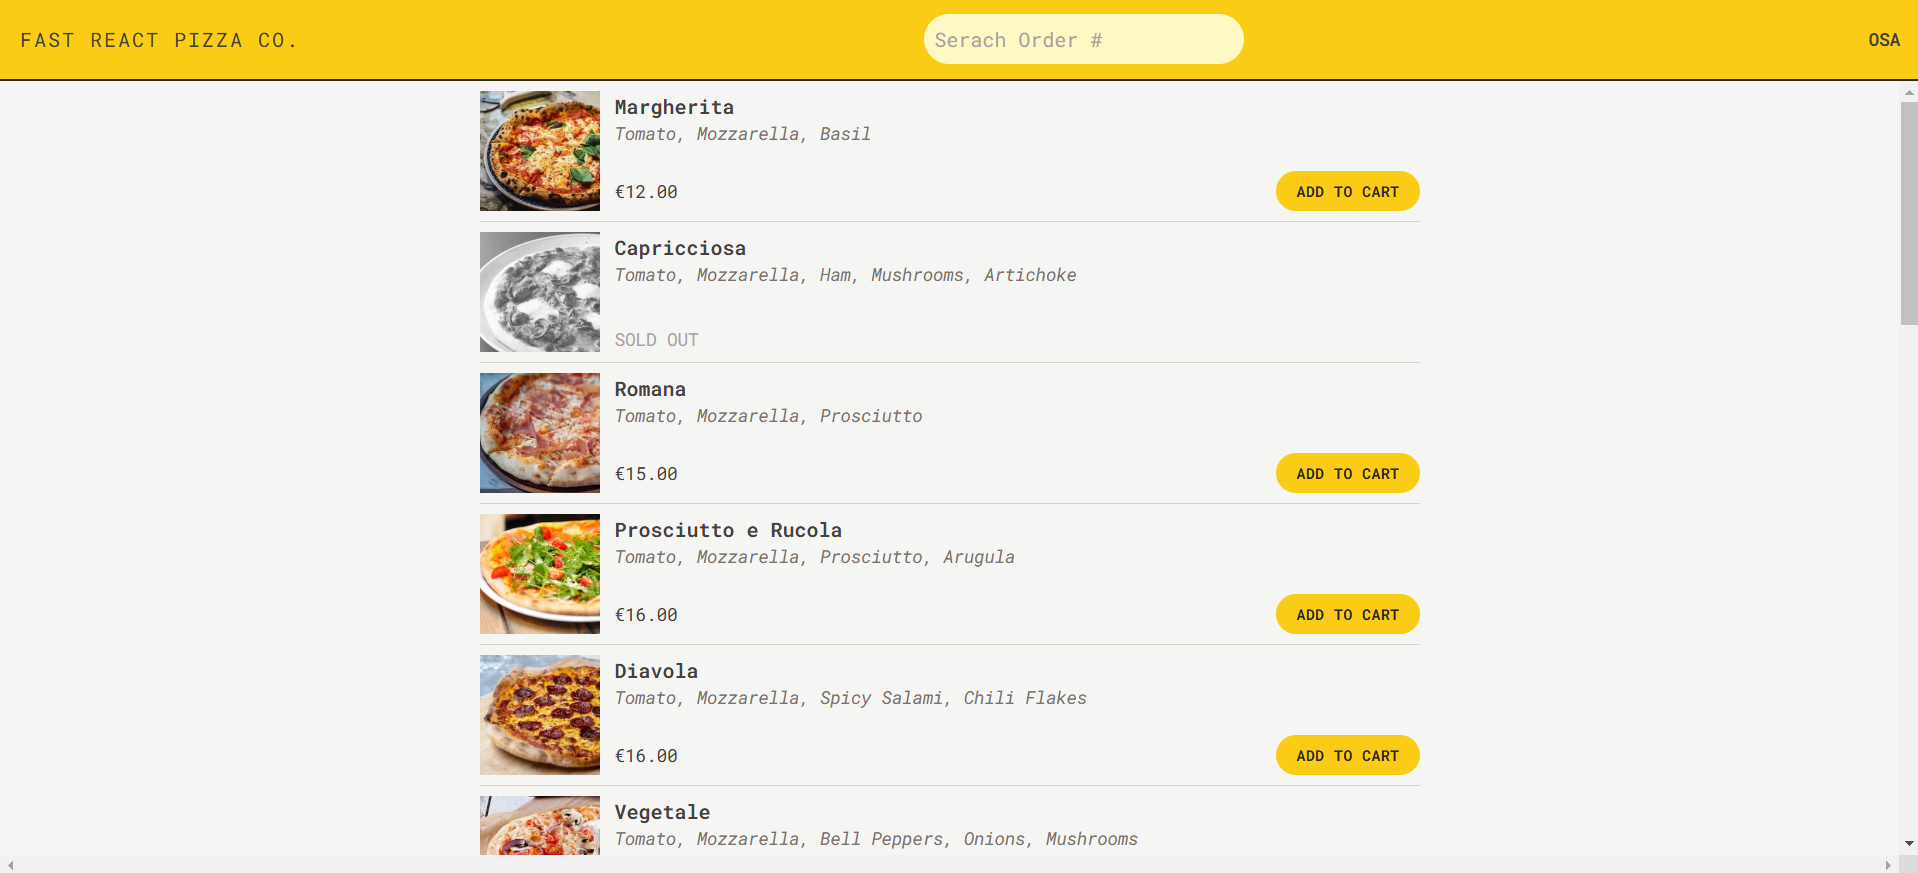 FAST REACT PIZZA CO.
Serach Order #
OSA
Margherita
Tomato, Mozzarella, Basil
€12.00
ADD TO CART
Capricciosa
Tomato, Mozzarella, Ham, Mushrooms, Artichoke
SOLD OUT
Romana
Tomato, Mozzarella, Prosciutto
€15.00
ADD TO CART
Prosciutto e Rucola
Tomato, Mozzarella, Prosciutto, Arugula
€16.00
ADD TO CART
Diavola
Tomato, Mozzarella, Spicy Salami, Chili Flakes
€16.00
ADD TO CART
Vegetale
Tomato, Mozzarella, Bell Peppers, Onions, Mushrooms